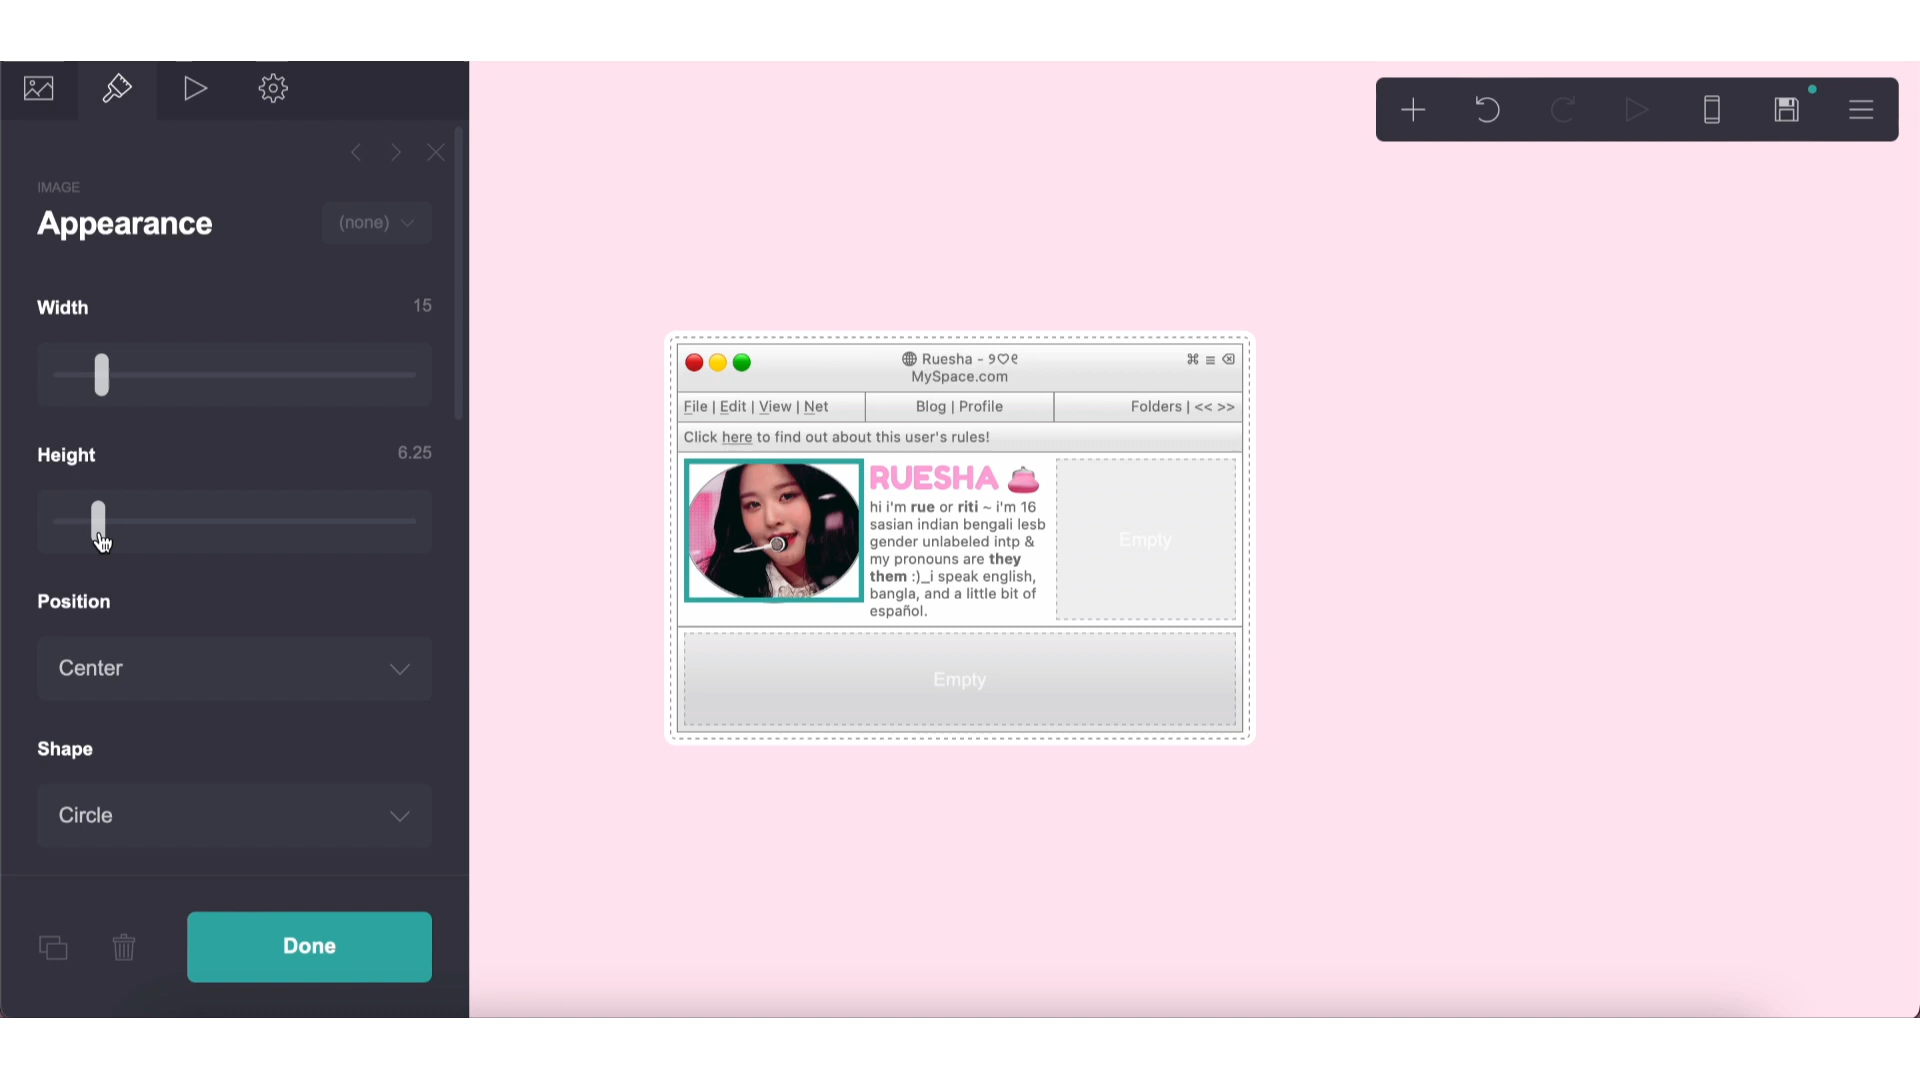 IMAGE
Appearance
(none)
Width
15
Height
6.25
Position
Center
Shape
Circle
Done
Ruesha - ୨♡୧
MySpace.com
File | Edit | View | Net
Blog | Profile
Folders | << >>
Click here to find out about this user's rules!
RUESHA 👛
hi i'm rue or riti ~ i'm 16
sasian indian bengali lesb
gender unlabeled intp &
my pronouns are they
them :)_i speak english,
bangla, and a little bit of
español.
Empty
Empty